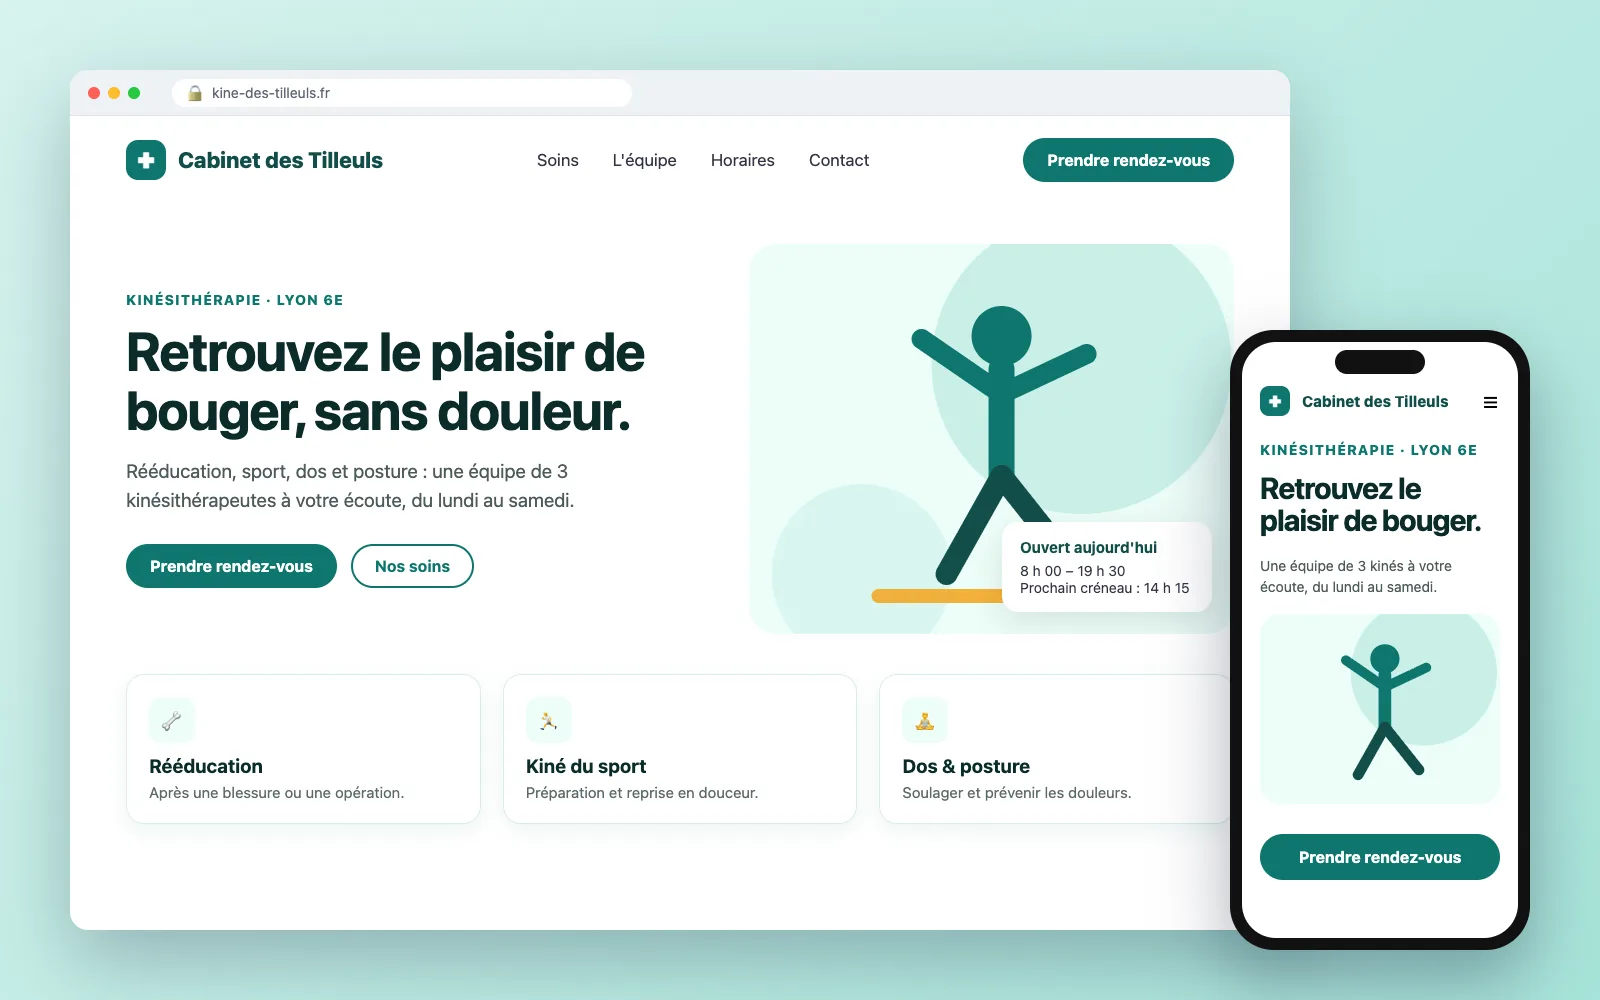 kine-des-tilleuls.fr
Cabinet des Tilleuls
Soins
L'équipe
Horaires
Contact
Prendre rendez-vous
KINÉSITHÉRAPIE · LYON 6E
Retrouvez le plaisir de
bouger, sans douleur.
Rééducation, sport, dos et posture : une équipe de 3
kinésithérapeutes à votre écoute, du lundi au samedi.
Prendre rendez-vous
Nos soins
Ouvert aujourd'hui
8 h 00 – 19 h 30
Prochain créneau : 14 h 15
Rééducation
Après une blessure ou une opération.
Kiné du sport
Préparation et reprise en douceur.
Dos & posture
Soulager et prévenir les douleurs.
Cabinet des Tilleuls
KINÉSITHÉRAPIE · LYON 6E
Retrouvez le
plaisir de bouger.
Une équipe de 3 kinés à votre
écoute, du lundi au samedi.
Prendre rendez-vous